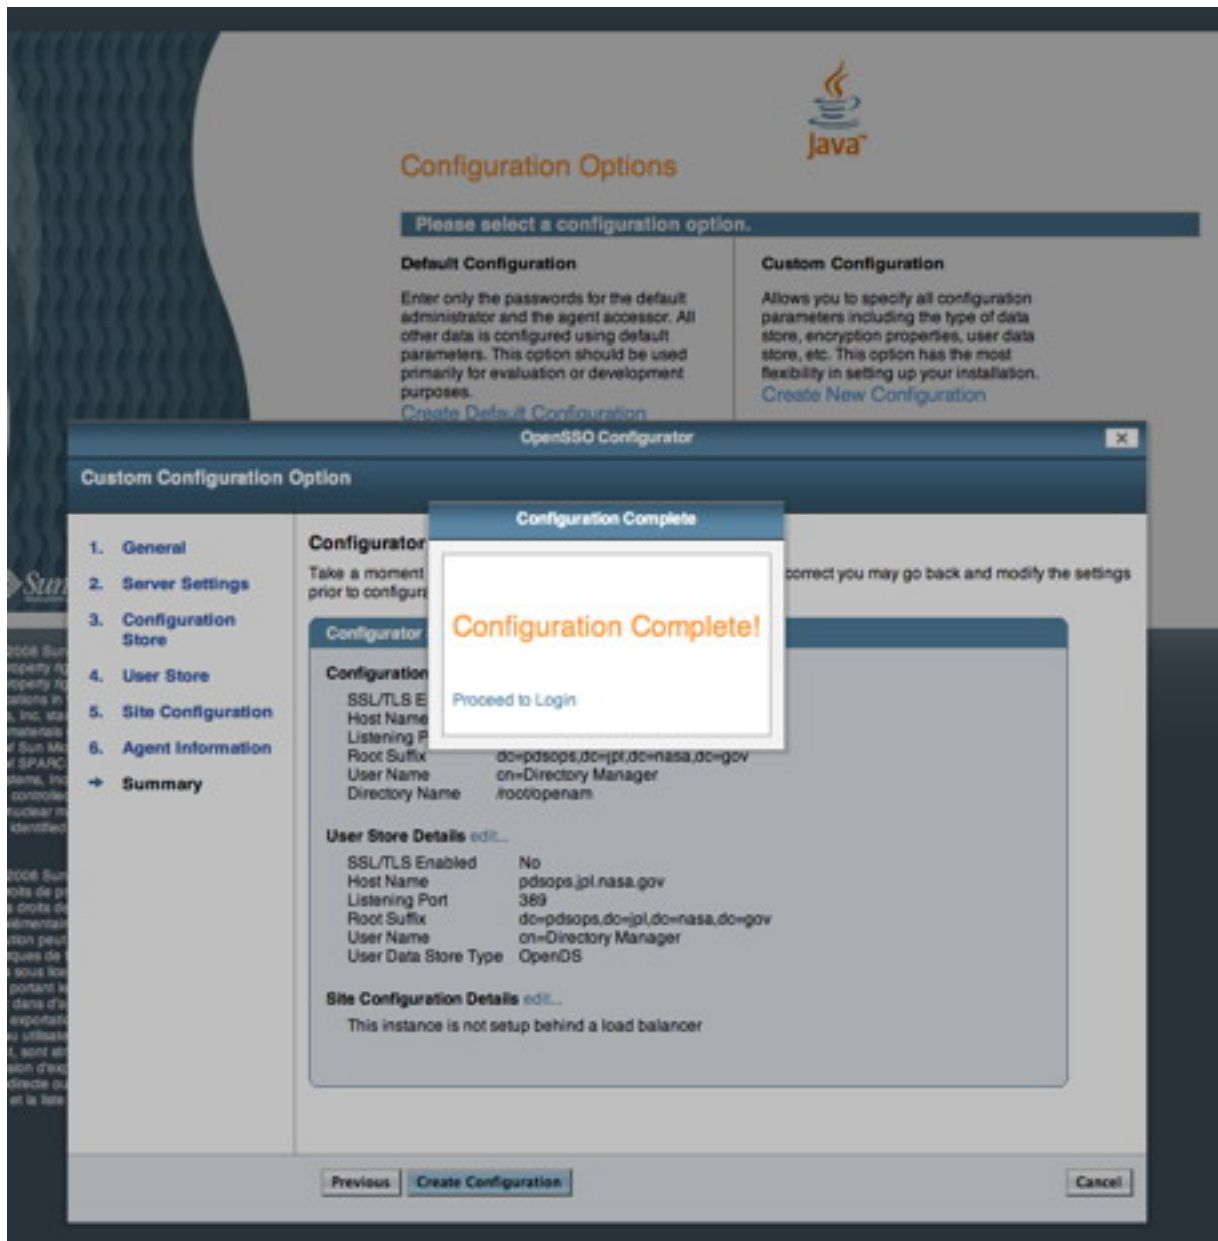 Java™
Configuration Options
Please select a configuration option.
Default Configuration
Enter only the passwords for the default
administrator and the agent accessor. All
other data is configured using default
parameters. This option should be used
primarily for evaluation or development
purposes.
Create Default Configuration
Custom Configuration
Allows you to specify all configuration
parameters including the type of data
store, encryption properties, user data
store, etc. This option has the most
flexibility in setting up your installation.
Create New Configuration
OpenSSO Configurator
Custom Configuration Option
Configuration Complete
Configuration Complete!
Proceed to Login
1. General
2. Server Settings
3. Configuration
Store
4. User Store
5. Site Configuration
6. Agent Information
Summary
Configurator
Take a moment correct you may go back and modify the settings
prior to
Configurator
Configuration
SSL/TLS E
Host Name
Listening P
Root Suffix dc=pdsops,dc=jpl,dc=nasa,dc=gov
User Name cn=Directory Manager
Directory Name /root/openam
User Store Details edit...
SSL/TLS Enabled No
Host Name pdsops.jpl.nasa.gov
Listening Port 389
Root Suffix dc=pdsops,dc=jpl,dc=nasa,dc=gov
User Name cn=Directory Manager
User Data Store Type OpenDS
Site Configuration Details edit...
This instance is not setup behind a load balancer
Previous
Create Configuration
Cancel
Sun